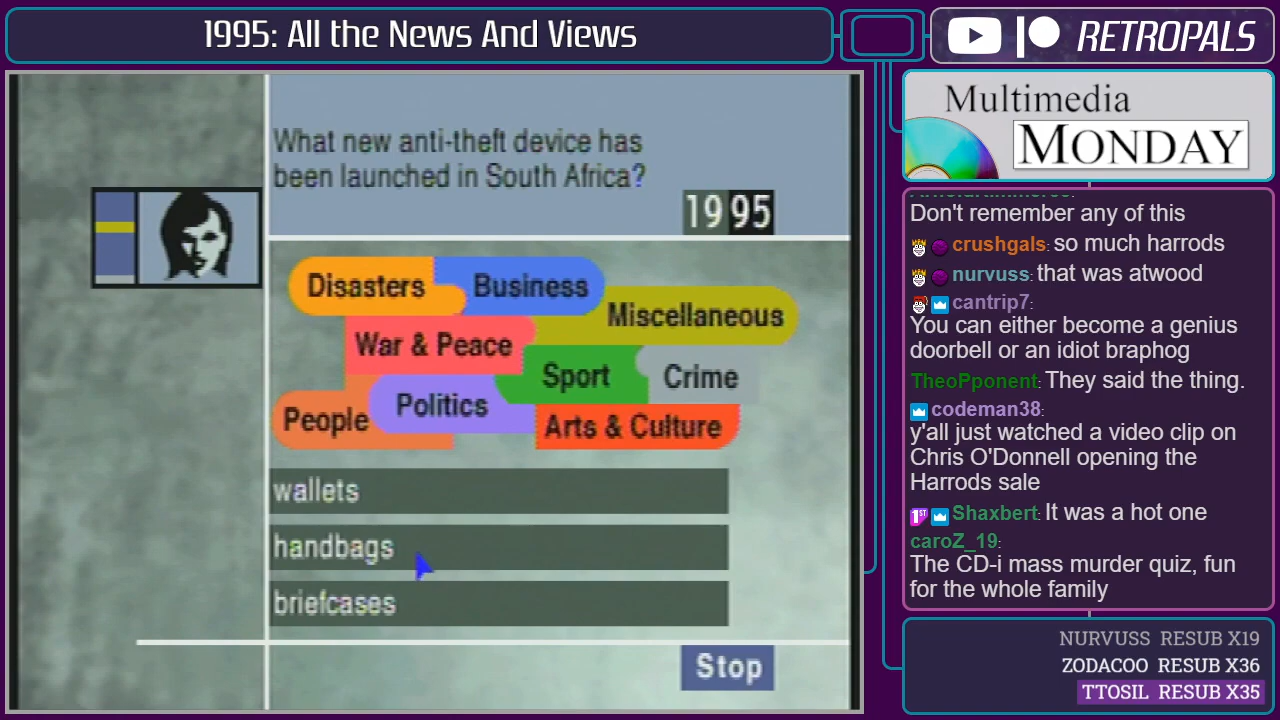 1995: All the News And Views
RETROPALS
What new anti-theft device has
been launched in South Africa?
1995
Disasters
Business
Miscellaneous
War & Peace
Sport
Crime
People
Politics
Arts & Culture
wallets
handbags
briefcases
Stop
Multimedia
MONDAY
Don't remember any of this
crushgals: so much harrods
nurvuss: that was atwood
cantrip7:
You can either become a genius
doorbell or an idiot braphog
TheoPponent: They said the thing.
codeman38:
y'all just watched a video clip on
Chris O'Donnell opening the
Harrods sale
1ST Shaxbert: It was a hot one
caroZ_19:
The CD-i mass murder quiz, fun
for the whole family
NURVUSS RESUB X19
ZODACOO RESUB X36
TTOSIL RESUB X35